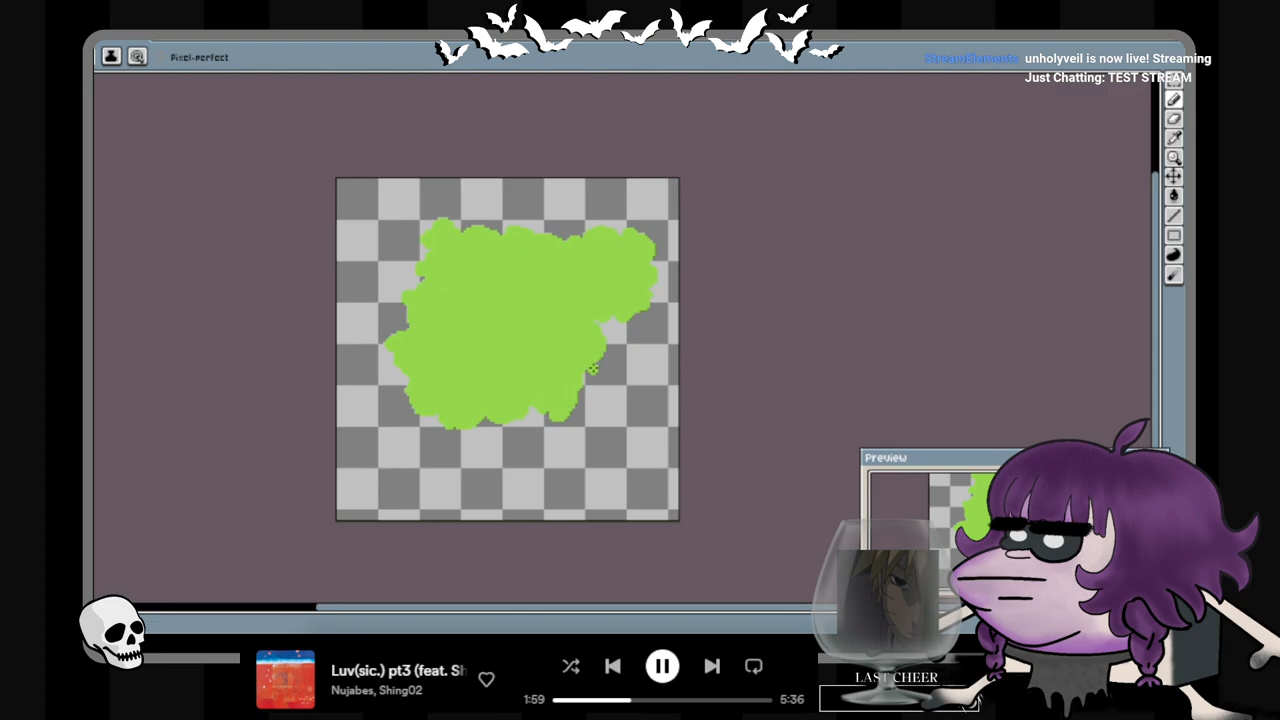 Pixel-perfect
StreamElements unholyveil is now live! Streaming
Just Chatting: TEST STREAM
Preview
Luv(sic.) pt3 (feat. Sh
Nujabes, Shing02
1:59
5:36
LAST CHEER